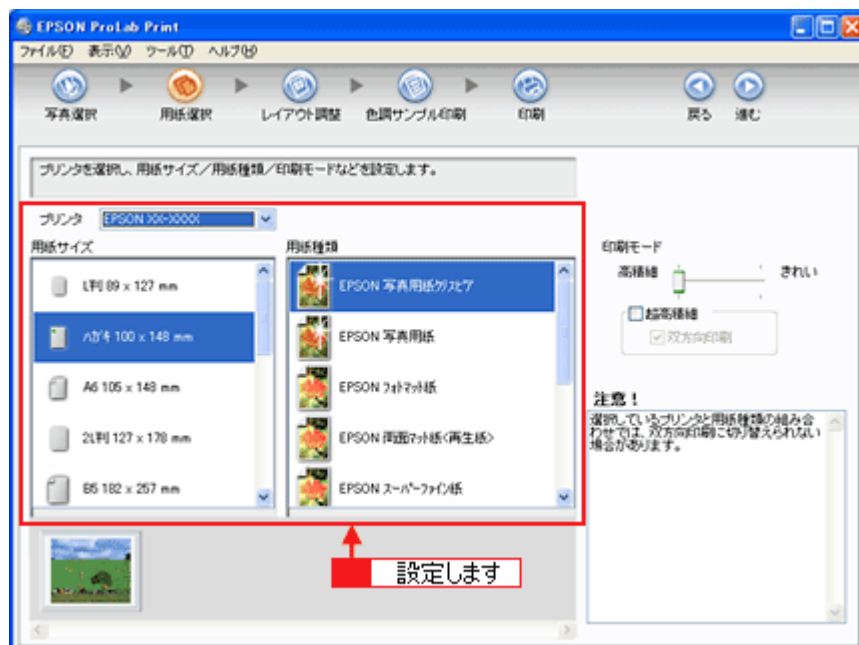 EPSON ProLab Print
ファイル(F) 表示(V) ツール(T) ヘルプ(H)
写真選択 用紙選択 レイアウト調整 色調サンプル印刷 印刷 戻る 進む
プリンタを選択し、用紙サイズ/用紙種類/印刷モードなどを設定します。
プリンタ EPSON XX-XXXX
用紙サイズ 用紙種類 印刷モード
高精細 きれい
L判 89 x 127 mm EPSON 写真用紙クリスピア
超高精細
双方向印刷
ハガキ 100 x 148 mm EPSON 写真用紙
A6 105 x 148 mm EPSON フォトマット紙
注意!
選択しているプリンタと用紙種類の組み合
わせでは、双方向印刷に切り替えられない
場合があります。
2L判 127 x 178 mm EPSON 両面マット紙<再生紙>
B5 182 x 257 mm EPSON スーパーファイン紙
設定します